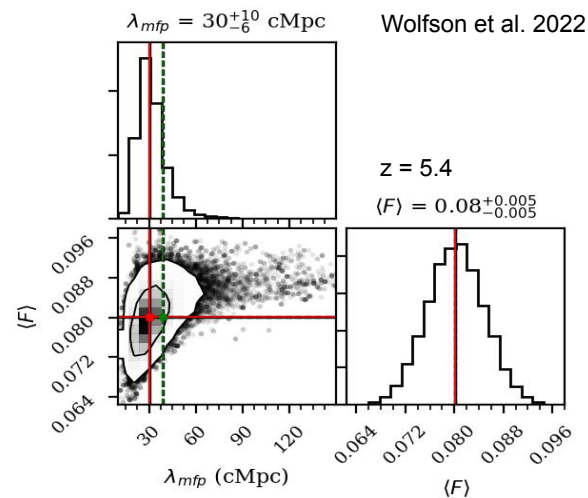 λ_mfp = 30^{+10}_{-6} cMpc
Wolfson et al. 2022
z = 5.4
⟨F⟩ = 0.08^{+0.005}_{-0.005}
⟨F⟩
0.096
0.088
0.080
0.072
0.064
30
60
90
120
λ_mfp (cMpc)
0.064
0.072
0.080
0.088
0.096
⟨F⟩